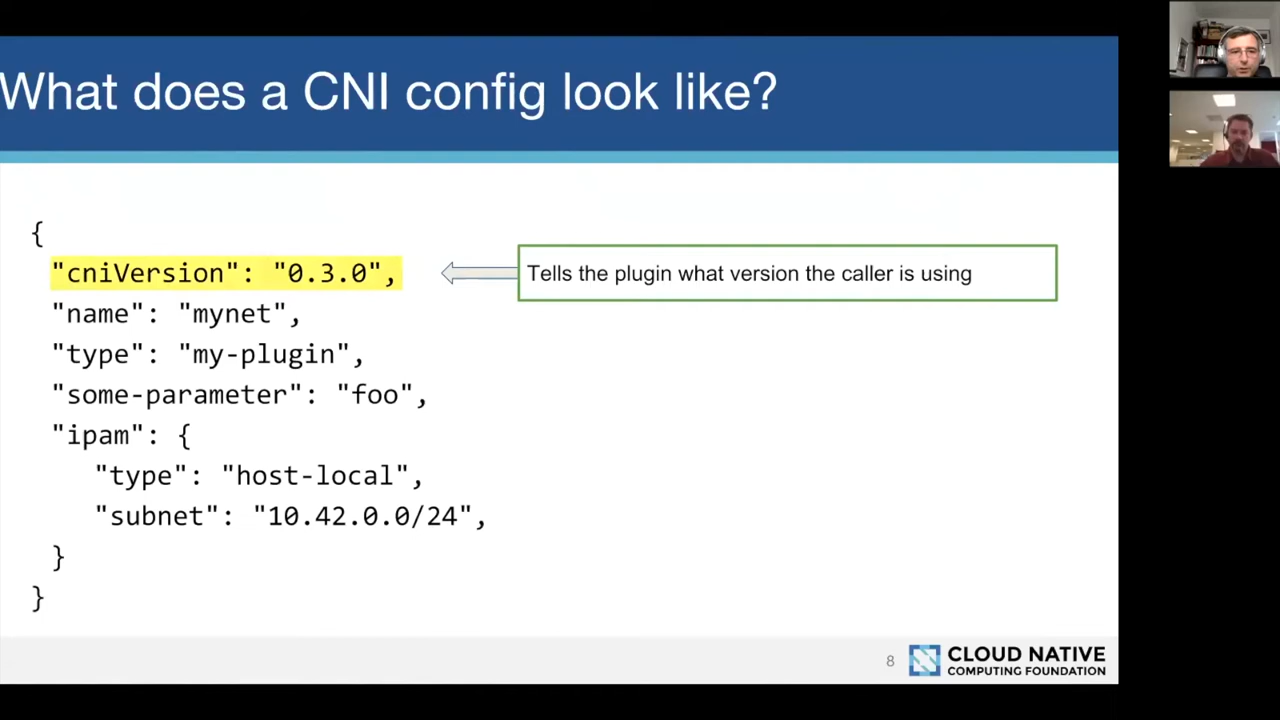 What does a CNI config look like?
{
"cniVersion": "0.3.0",
Tells the plugin what version the caller is using
"name": "mynet",
"type": "my-plugin",
"some-parameter": "foo",
"ipam": {
"type": "host-local",
"subnet": "10.42.0.0/24",
}
}
8
CLOUD NATIVE
COMPUTING FOUNDATION